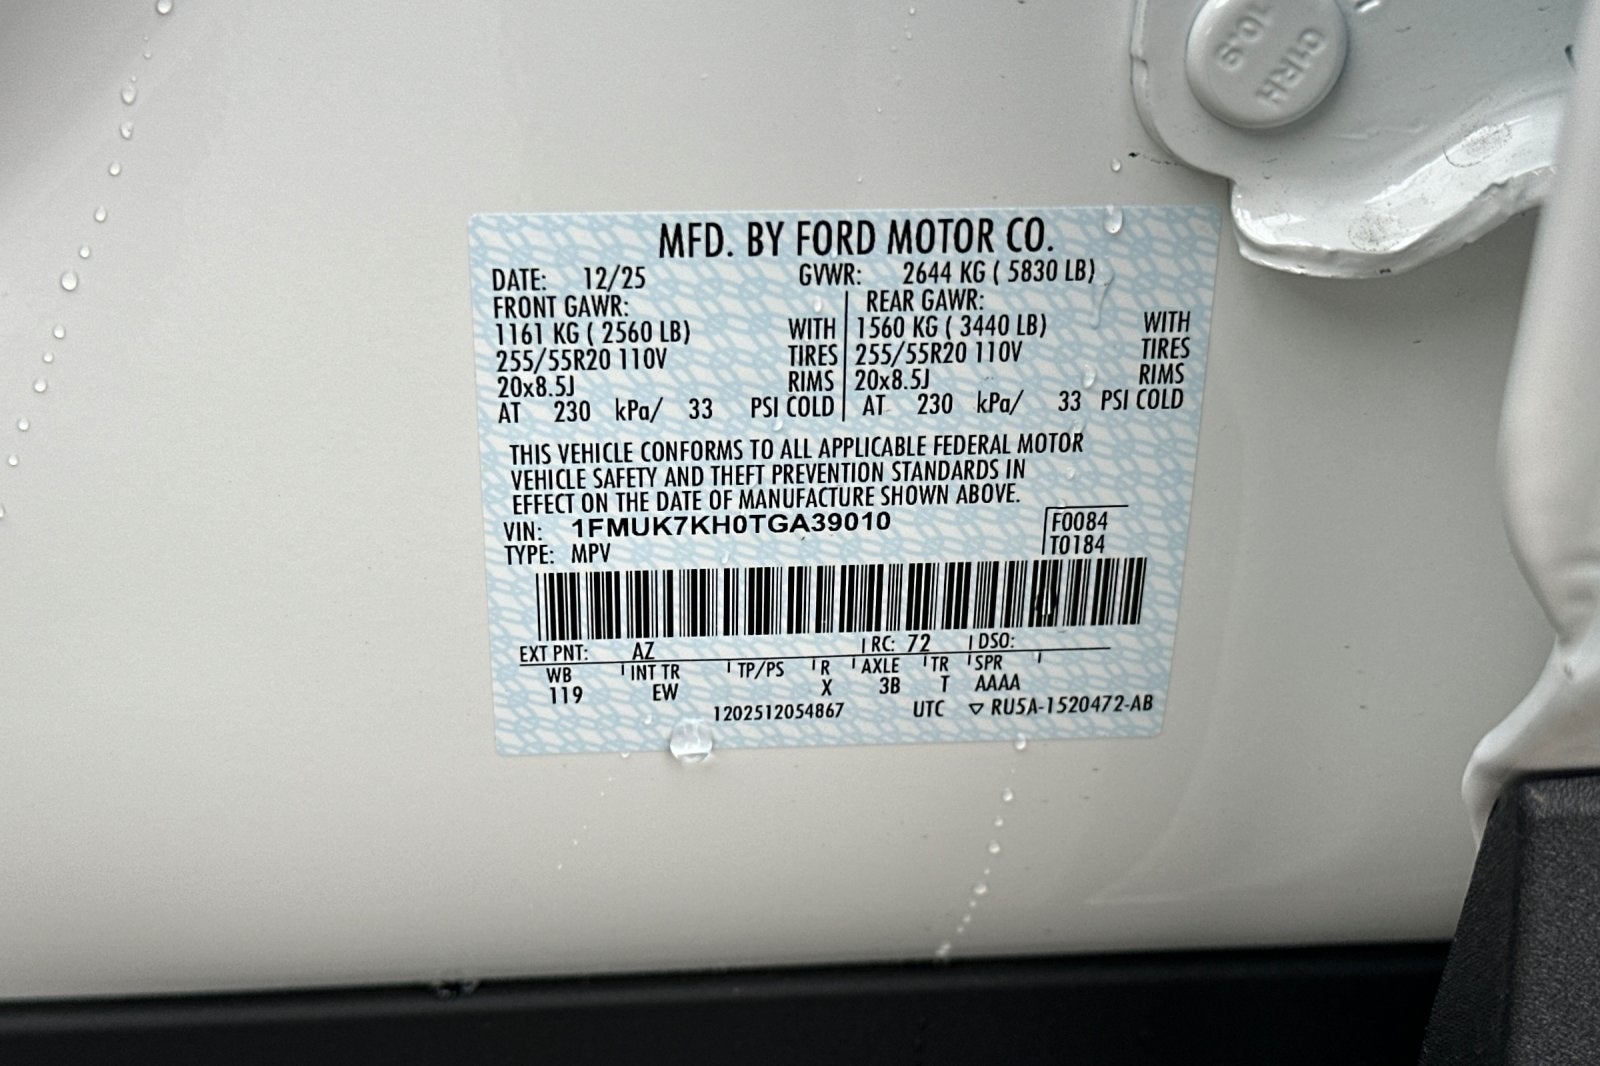 10.9
OTRH
MFD. BY FORD MOTOR CO.
DATE: 12/25 GVWR: 2644 KG ( 5830 LB)
FRONT GAWR: REAR GAWR:
1161 KG ( 2560 LB) WITH 1560 KG ( 3440 LB) WITH
255/55R20 110V TIRES 255/55R20 110V TIRES
20x8.5J RIMS 20x8.5J RIMS
AT 230 kPa/ 33 PSI COLD AT 230 kPa/ 33 PSI COLD
THIS VEHICLE CONFORMS TO ALL APPLICABLE FEDERAL MOTOR
VEHICLE SAFETY AND THEFT PREVENTION STANDARDS IN
EFFECT ON THE DATE OF MANUFACTURE SHOWN ABOVE.
VIN: 1FMUK7KH0TGA39010 F0084
TYPE: MPV T0184
EXT PNT: AZ RC: 72 DSO:
WB INT TR TP/PS R AXLE TR SPR
119 EW X 3B T AAAA
1202512054867 UTC ▽ RU5A-1520472-AB